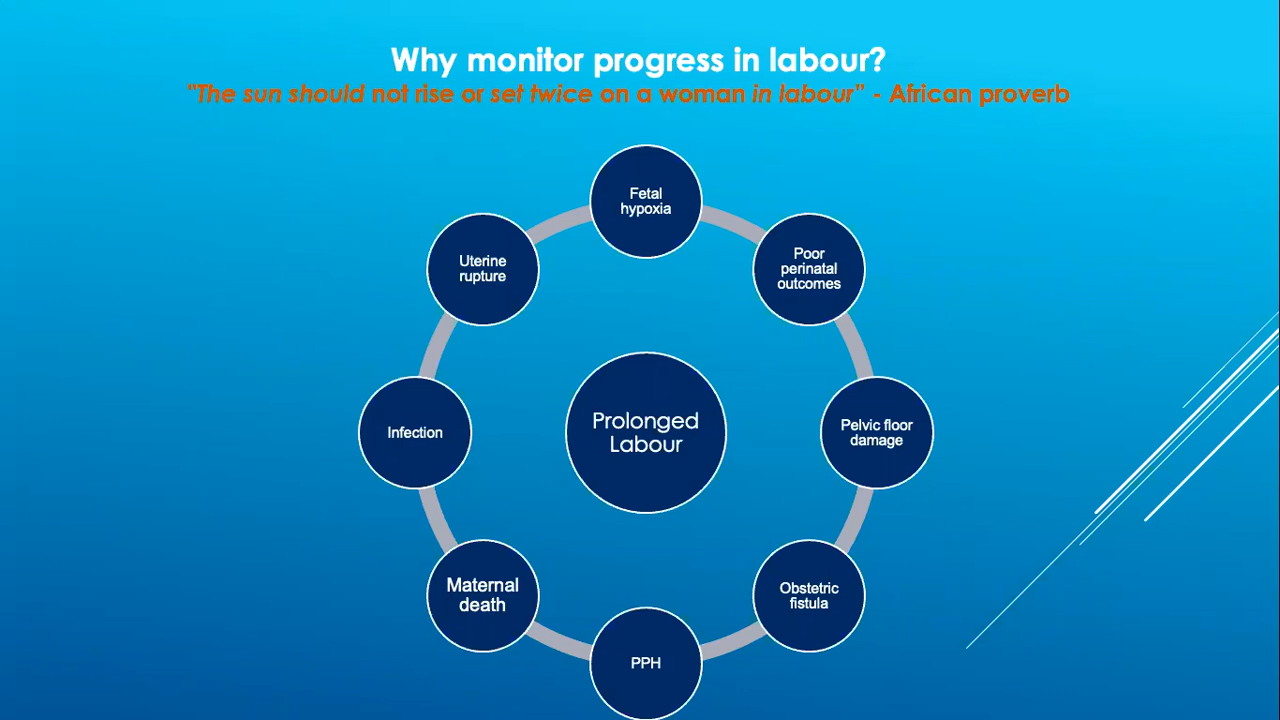 Why monitor progress in labour?
"The sun should not rise or set twice on a woman in labour" - African proverb
Fetal
hypoxia
Poor
perinatal
outcomes
Pelvic floor
damage
Obstetric
fistula
PPH
Maternal
death
Infection
Uterine
rupture
Prolonged
Labour